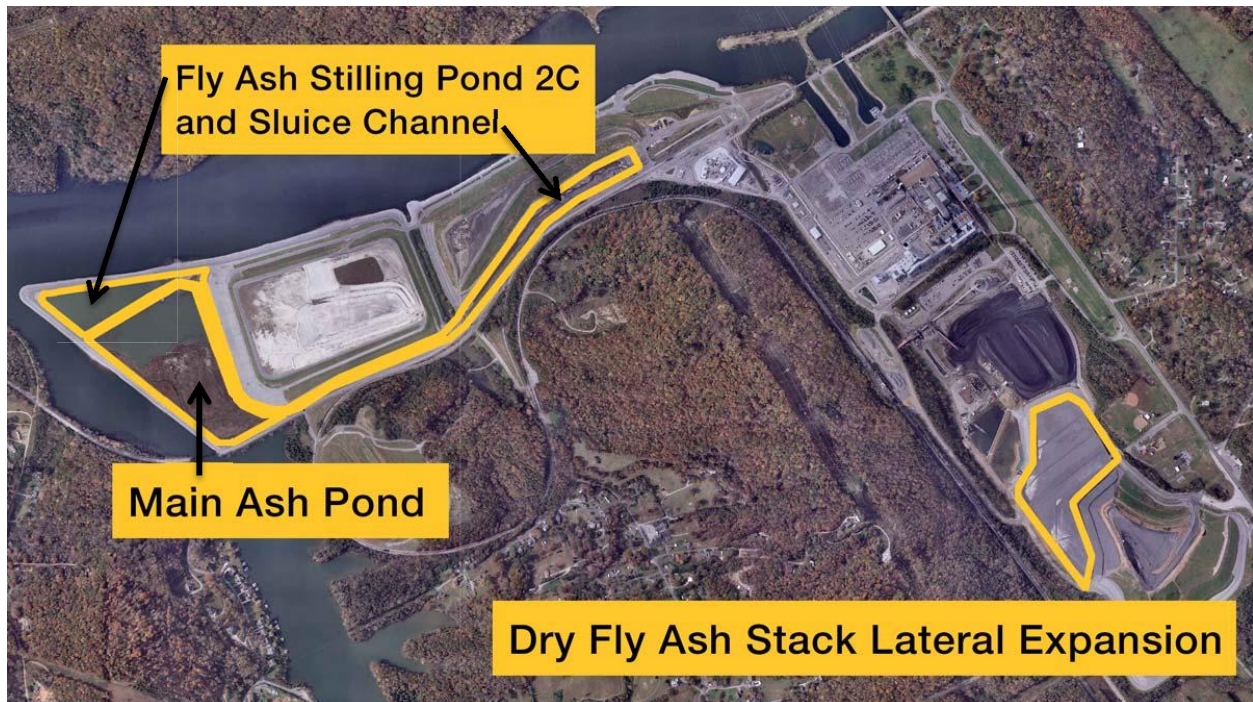 Fly Ash Stilling Pond 2C
and Sluice Channel
Main Ash Pond
Dry Fly Ash Stack Lateral Expansion